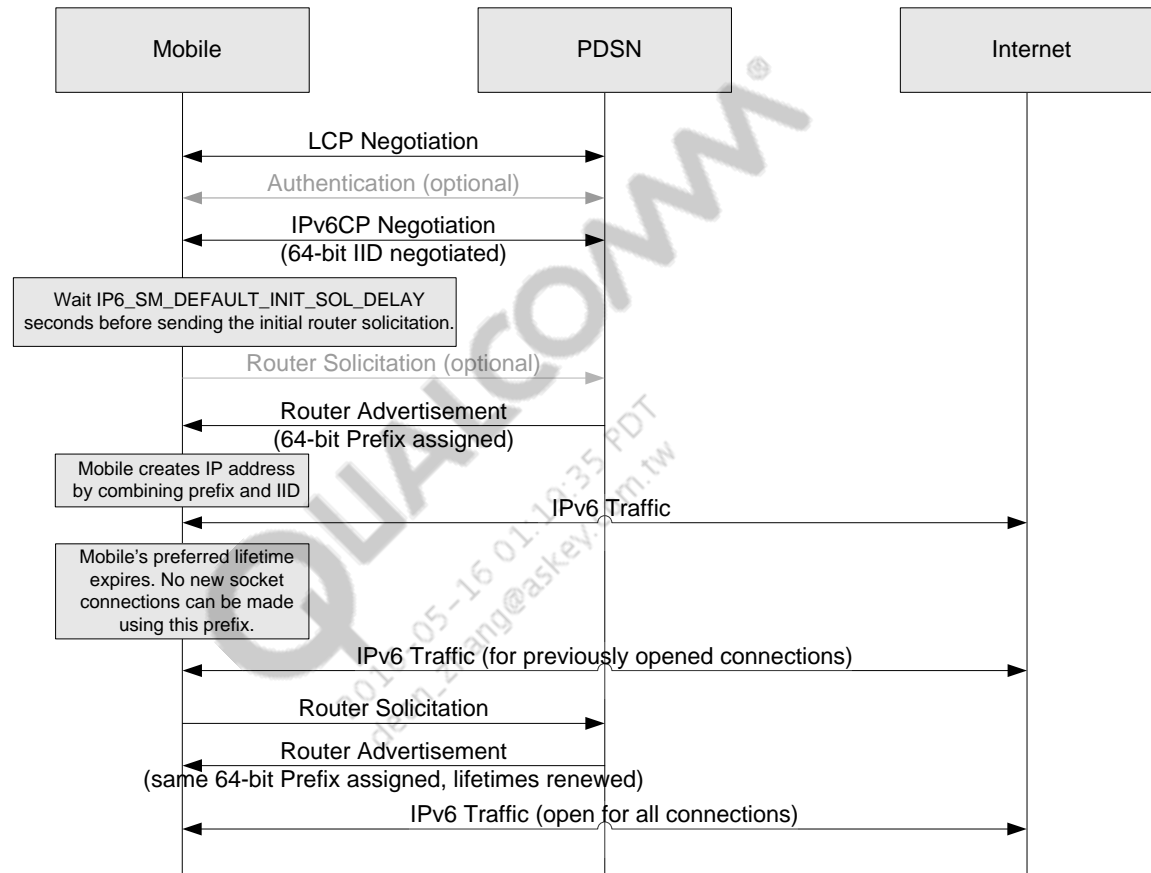 Mobile
PDSN
Internet
LCP Negotiation
Authentication (optional)
IPv6CP Negotiation
(64-bit IID negotiated)
Wait IP6_SM_DEFAULT_INIT_SOL_DELAY
seconds before sending the initial router solicitation.
Router Solicitation (optional)
Router Advertisement
(64-bit Prefix assigned)
Mobile creates IP address
by combining prefix and IID
IPv6 Traffic
Mobile's preferred lifetime
expires. No new socket
connections can be made
using this prefix.
IPv6 Traffic (for previously opened connections)
Router Solicitation
Router Advertisement
(same 64-bit Prefix assigned, lifetimes renewed)
IPv6 Traffic (open for all connections)
QUALCOMM®
PDT